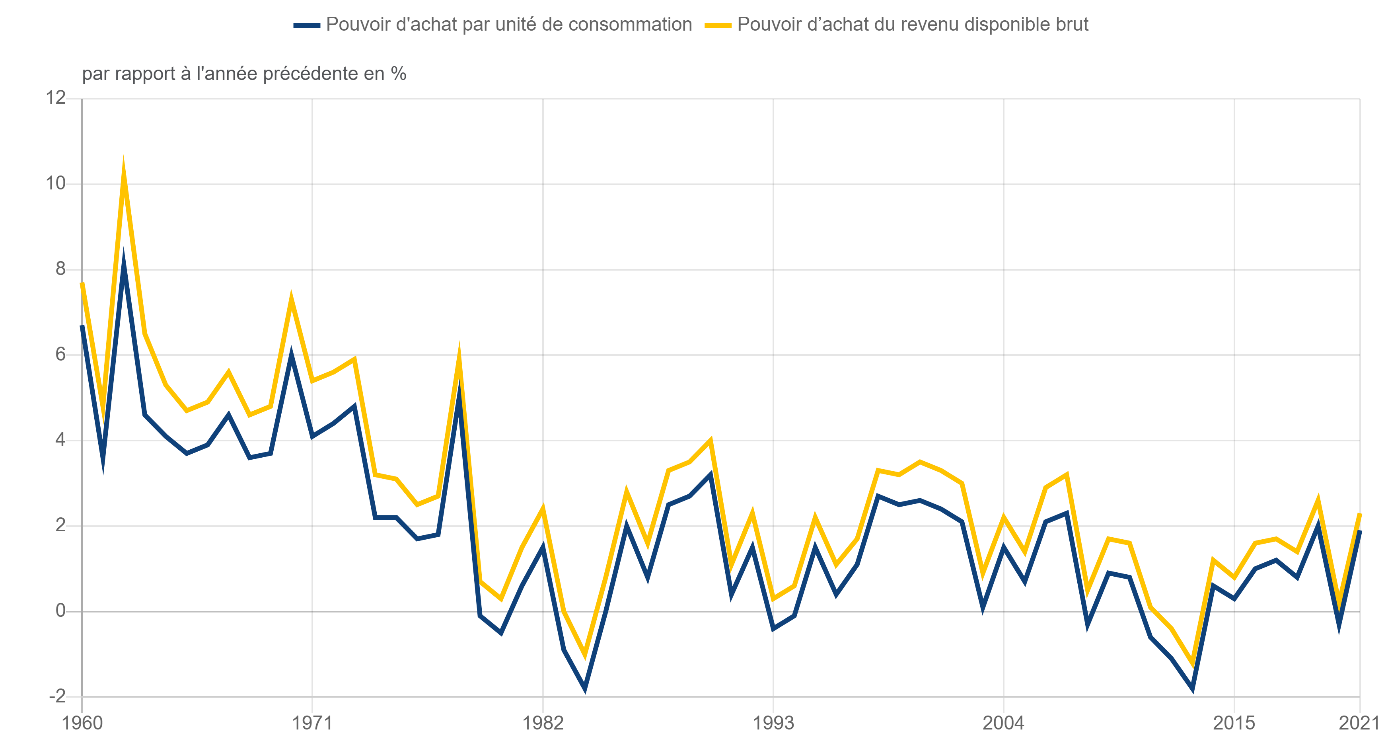 Pouvoir d'achat par unité de consommation Pouvoir d’achat du revenu disponible brut
par rapport à l'année précédente en %
12
10
8
6
4
2
0
-2
1960 1971 1982 1993 2004 2015 2021